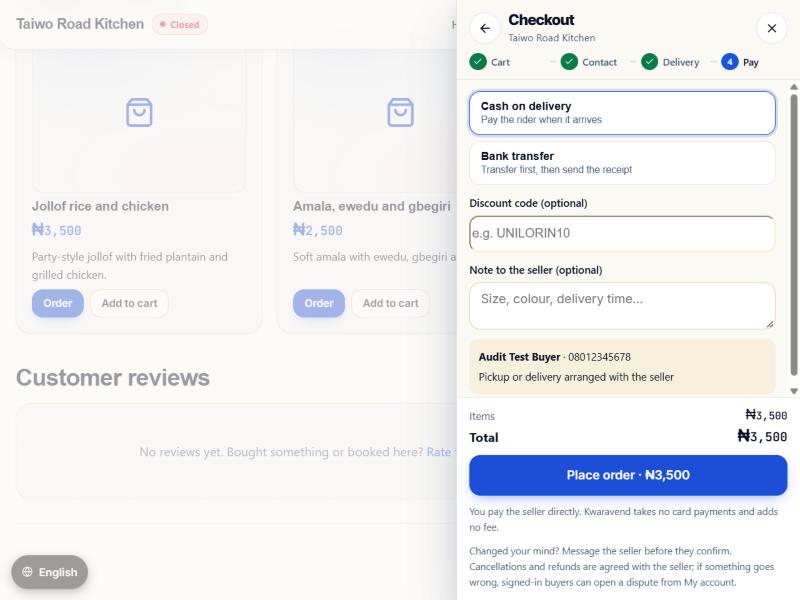 Taiwo Road Kitchen
Closed
Jollof rice and chicken
₦3,500
Party-style jollof with fried plantain and
grilled chicken.
Order
Add to cart
Amala, ewedu and gbegiri
₦2,500
Soft amala with ewedu, gbegiri
Order
Add to cart
Customer reviews
No reviews yet. Bought something or booked here? Rate
English
Checkout
Taiwo Road Kitchen
Cart
Contact
Delivery
4 Pay
Cash on delivery
Pay the rider when it arrives
Bank transfer
Transfer first, then send the receipt
Discount code (optional)
e.g. UNILORIN10
Note to the seller (optional)
Size, colour, delivery time...
Audit Test Buyer · 08012345678
Pickup or delivery arranged with the seller
Items ₦3,500
Total ₦3,500
Place order · ₦3,500
You pay the seller directly. Kwaravend takes no card payments and adds
no fee.
Changed your mind? Message the seller before they confirm.
Cancellations and refunds are agreed with the seller; if something goes
wrong, signed-in buyers can open a dispute from My account.